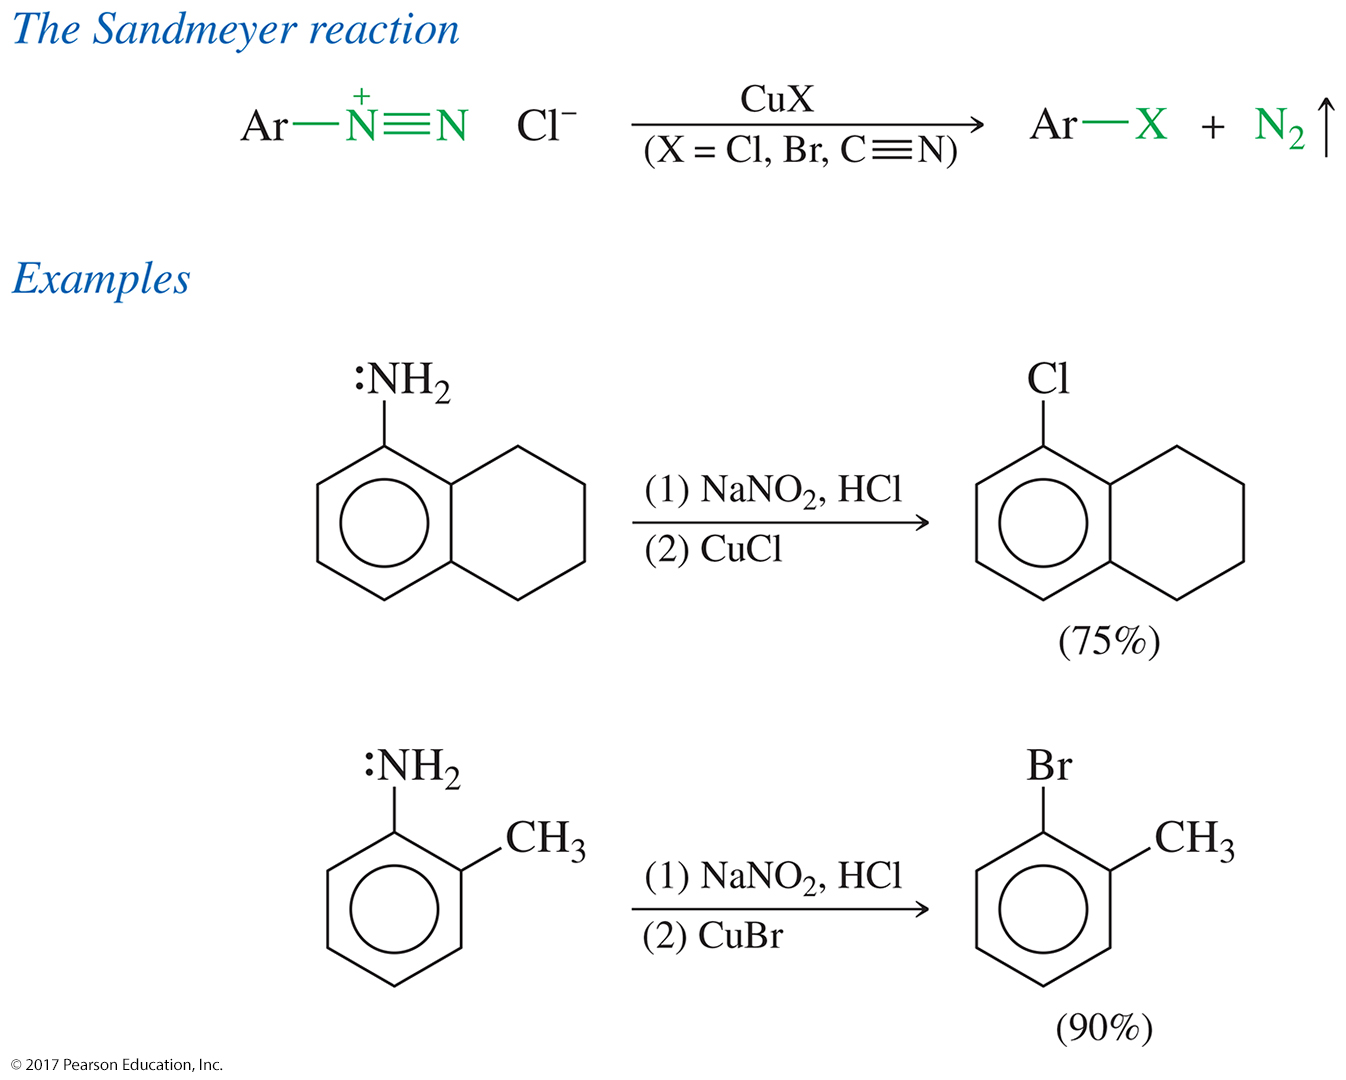 The Sandmeyer reaction
Ar—N⁺≡N Cl⁻ CuX Ar—X + N₂↑
(X = Cl, Br, C≡N)
Examples
:NH₂ Cl
(1) NaNO₂, HCl
(2) CuCl
(75%)
:NH₂ Br
CH₃ CH₃
(1) NaNO₂, HCl
(2) CuBr
(90%)
© 2017 Pearson Education, Inc.